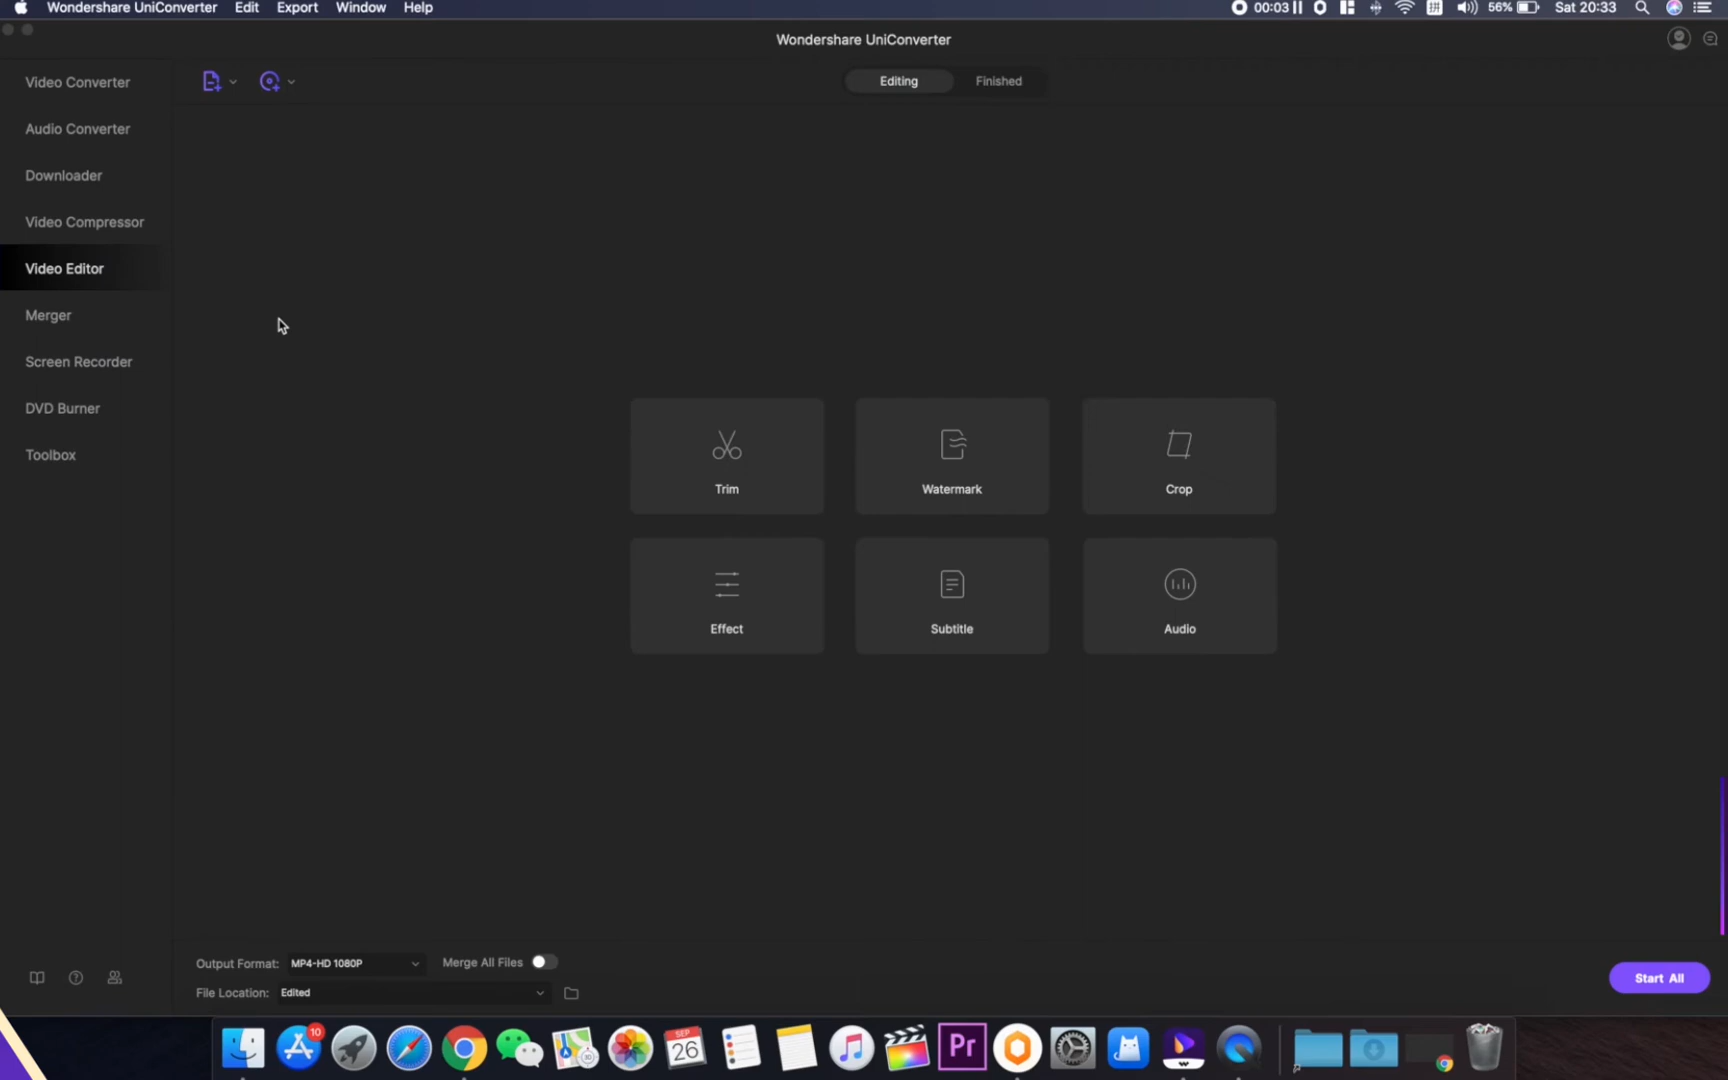 Wondershare UniConverter Edit Export Window Help 00:03 拼 56% Sat 20:33
Wondershare UniConverter
Editing Finished
Video Converter
Audio Converter
Downloader
Video Compressor
Video Editor
Merger
Screen Recorder
DVD Burner
Toolbox
Trim Watermark Crop
Effect Subtitle Audio
Output Format: MP4-HD 1080P Merge All Files
File Location: Edited
Start All
10
SEP
26
Pr